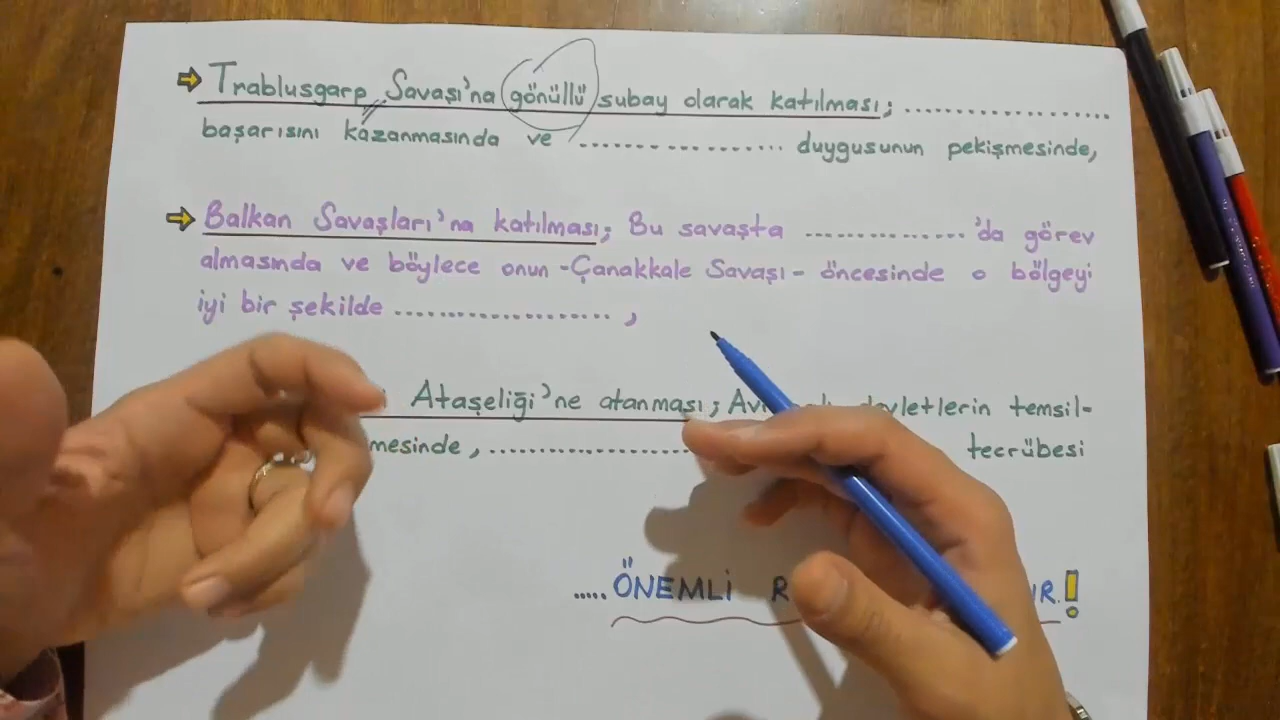 Trablusgarp Savaşı'na gönüllü subay olarak katılması; ....................
başarısını kazanmasında ve .................. duygusunun pekişmesinde,
Balkan Savaşları'na katılması; Bu savaşta ...............'da görev
almasında ve böylece onun -Çanakkale Savaşı- öncesinde o bölgeyi
iyi bir şekilde .................... ,
Ataşeliği'ne atanması; devletlerin temsil-
mesinde, ................... tecrübesi
..... ÖNEMLİ